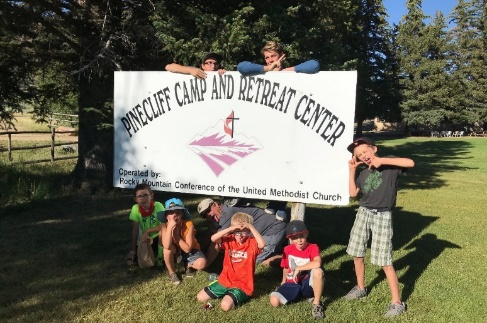 PINECLIFF CAMP AND RETREAT CENTER
Operated by:
Rocky Mountain Conference of the United Methodist Church